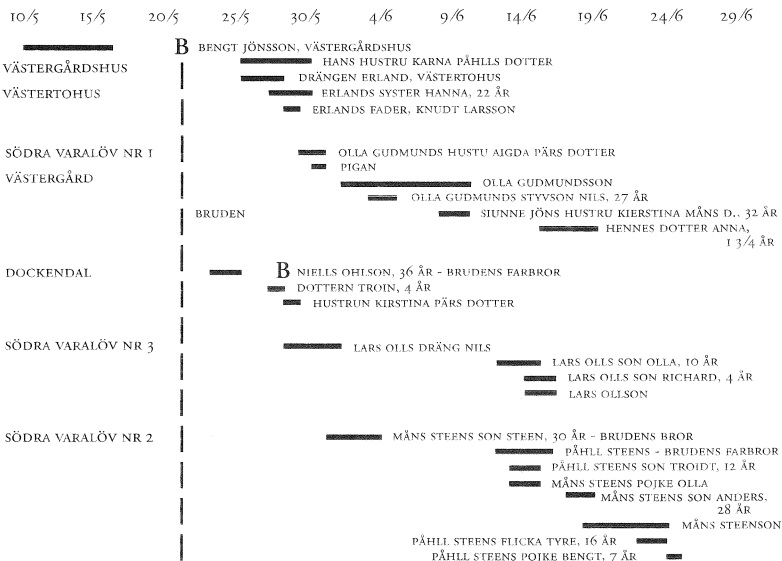 10/5 15/5 20/5 25/5 30/5 4/6 9/6 14/6 19/6 24/6 29/6
B BENGT JÖNSSON, VÄSTERGÅRDSHUS
VÄSTERGÅRDSHUS HANS HUSTRU KARNA PÅHLLS DOTTER
DRÄNGEN ERLAND, VÄSTERTOHUS
VÄSTERTOHUS ERLANDS SYSTER HANNA, 22 ÅR
ERLANDS FADER, KNUDT LARSSON
SÖDRA VARALÖV NR 1 OLLA GUDMUNDS HUSTU AIGDA PÄRS DOTTER
PIGAN
VÄSTERGÅRD OLLA GUDMUNDSSON
OLLA GUDMUNDS STYVSON NILS, 27 ÅR
BRUDEN SIUNNE JÖNS HUSTRU KIERSTINA MÅNS D.. 32 ÅR
HENNES DOTTER ANNA,
1 3/4 ÅR
DOCKENDAL B NIELLS OHLSON, 36 ÅR - BRUDENS FARBROR
DOTTERN TROIN, 4 ÅR
HUSTRUN KIRSTINA PÄRS DOTTER
SÖDRA VARALÖV NR 3 LARS OLLS DRÄNG NILS
LARS OLLS SON OLLA, 10 ÅR
LARS OLLS SON RICHARD, 4 ÅR
LARS OLLSON
SÖDRA VARALÖV NR 2 MÅNS STEENS SON STEEN, 30 ÅR - BRUDENS BROR
PÅHLL STEENS - BRUDENS FARBROR
PÅHLL STEENS SON TROIDT, 12 ÅR
MÅNS STEENS POJKE OLLA
MÅNS STEENS SON ANDERS,
28 ÅR
MÅNS STEENSON
PÅHLL STEENS FLICKA TYRE, 16 ÅR
PÅHLL STEENS POJKE BENGT, 7 ÅR